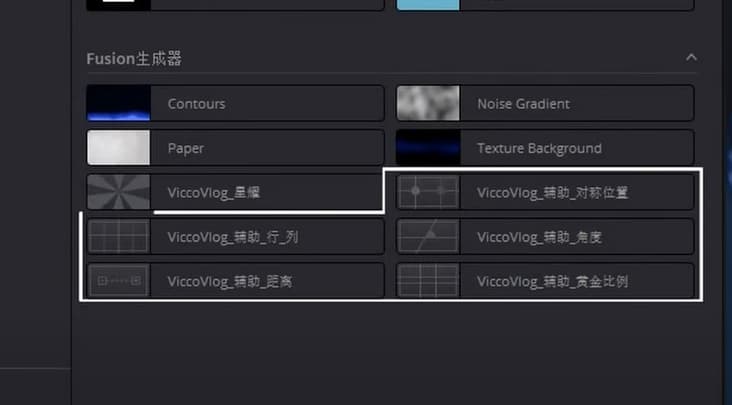 Fusion生成器
Contours
Noise Gradient
Paper
Texture Background
ViccoVlog_星耀
ViccoVlog_辅助_对称位置
ViccoVlog_辅助_行_列
ViccoVlog_辅助_角度
ViccoVlog_辅助_距离
ViccoVlog_辅助_黄金比例